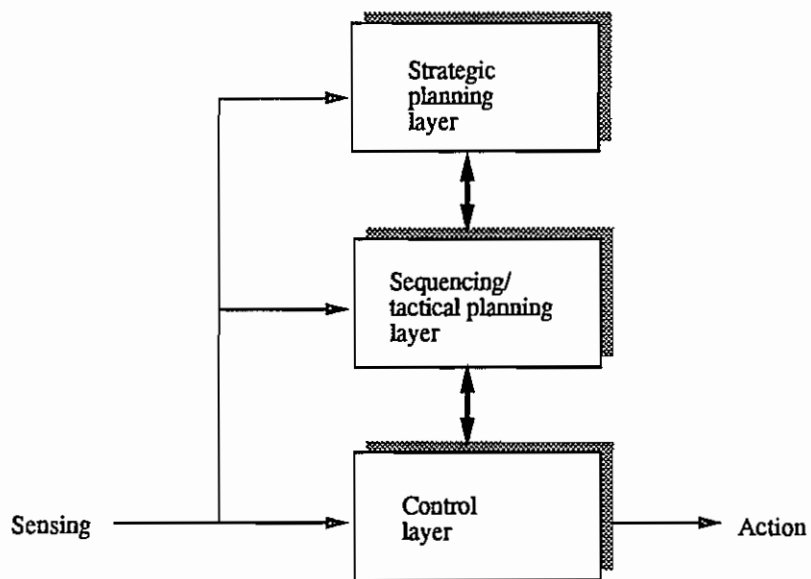 Strategic
planning
layer
Sequencing/
tactical planning
layer
Sensing
Control
layer
Action